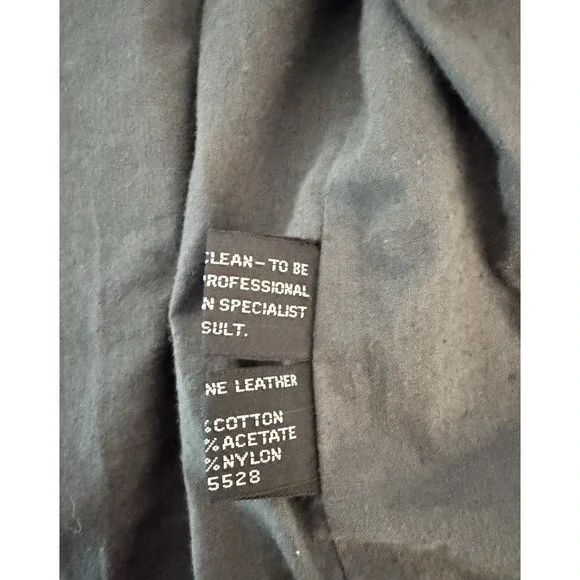 CLEAN-TO BE
PROFESSIONAL
N SPECIALIST
SULT.
NE LEATHER
%COTTON
%ACETATE
%NYLON
5528